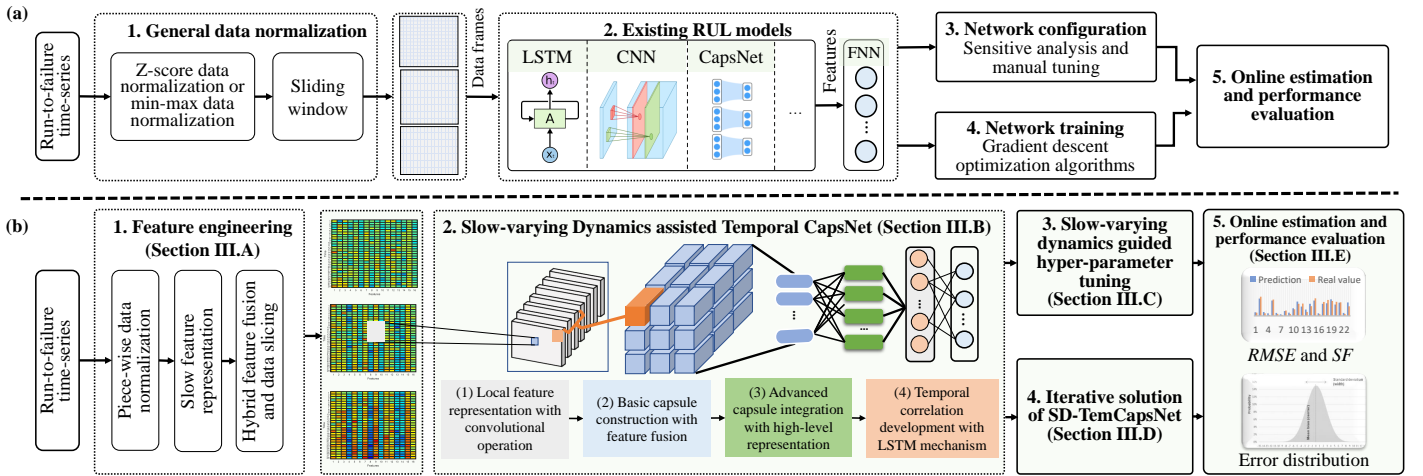 (a)
Run-to-failure
time-series
1. General data normalization
Z-score data
normalization or
min-max data
normalization
Sliding
window
Data frames
2. Existing RUL models
LSTM
CNN
CapsNet
A
...
Features
FNN
3. Network configuration
Sensitive analysis and
manual tuning
4. Network training
Gradient descent
optimization algorithms
5. Online estimation
and performance
evaluation
(b)
Run-to-failure
time-series
1. Feature engineering
(Section III.A)
Piece-wise data
normalization
Slow feature
representation
Hybrid feature fusion
and data slicing
Features
Features
Features
2. Slow-varying Dynamics assisted Temporal CapsNet (Section III.B)
(1) Local feature
representation with
convolutional
operation
(2) Basic capsule
construction with
feature fusion
(3) Advanced
capsule integration
with high-level
representation
(4) Temporal
correlation
development with
LSTM mechanism
3. Slow-varying
dynamics guided
hyper-parameter
tuning
(Section III.C)
4. Iterative solution
of SD-TemCapsNet
(Section III.D)
5. Online estimation and
performance evaluation
(Section III.E)
Prediction Real value
1 4 7 10 13 16 19 22
RMSE and SF
Error distribution